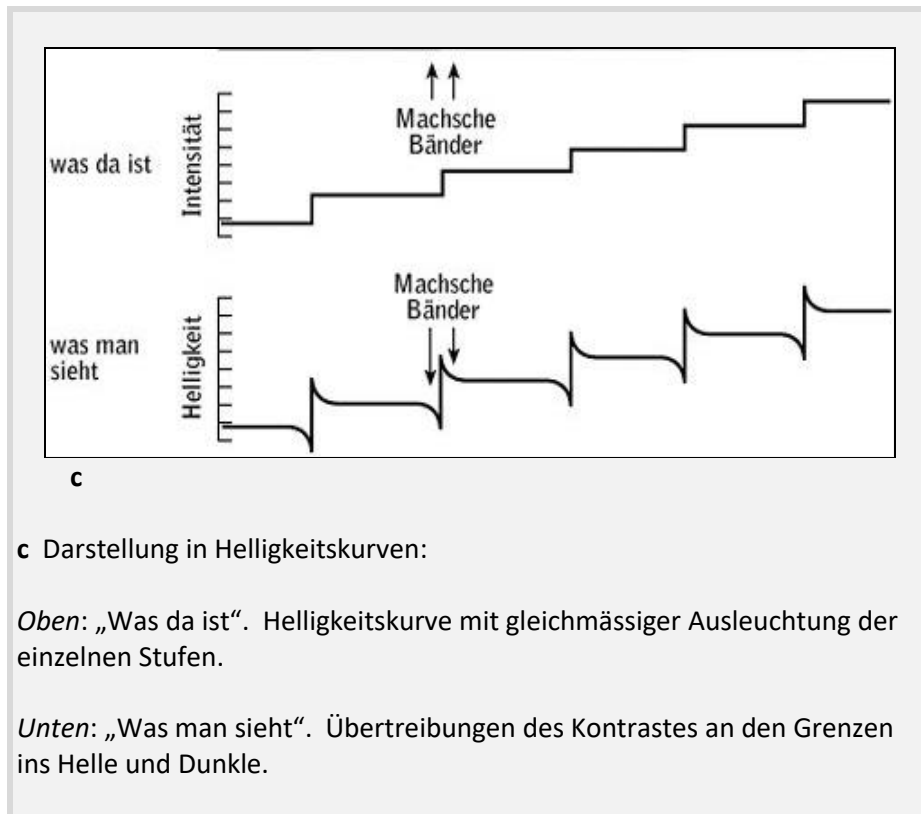 Machsche
Bänder
was da ist
Intensität
Machsche
Bänder
was man
sieht
Helligkeit
c
c Darstellung in Helligkeitskurven:
Oben: „Was da ist“. Helligkeitskurve mit gleichmässiger Ausleuchtung der
einzelnen Stufen.
Unten: „Was man sieht“. Übertreibungen des Kontrastes an den Grenzen
ins Helle und Dunkle.